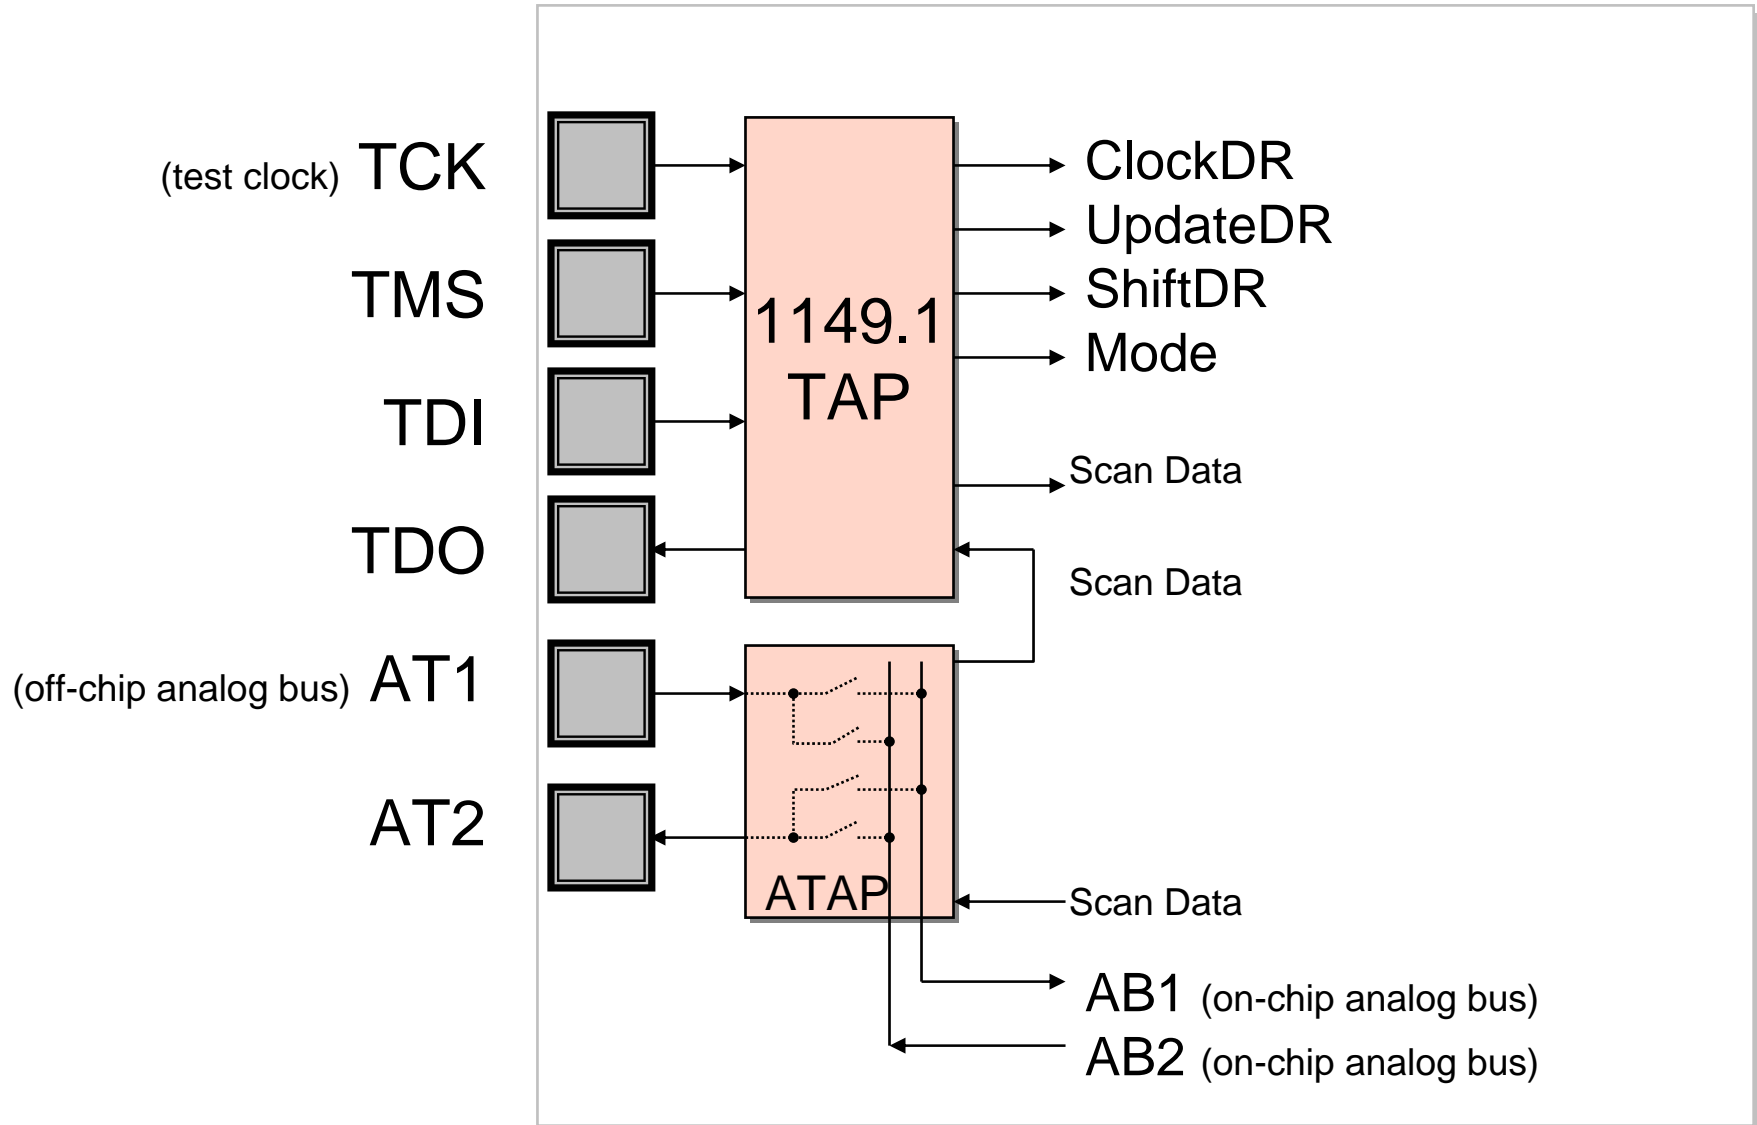 (test clock) TCK
TMS
TDI
TDO
(off-chip analog bus) AT1
AT2
1149.1
TAP
ATAP
ClockDR
UpdateDR
ShiftDR
Mode
Scan Data
Scan Data
Scan Data
AB1 (on-chip analog bus)
AB2 (on-chip analog bus)